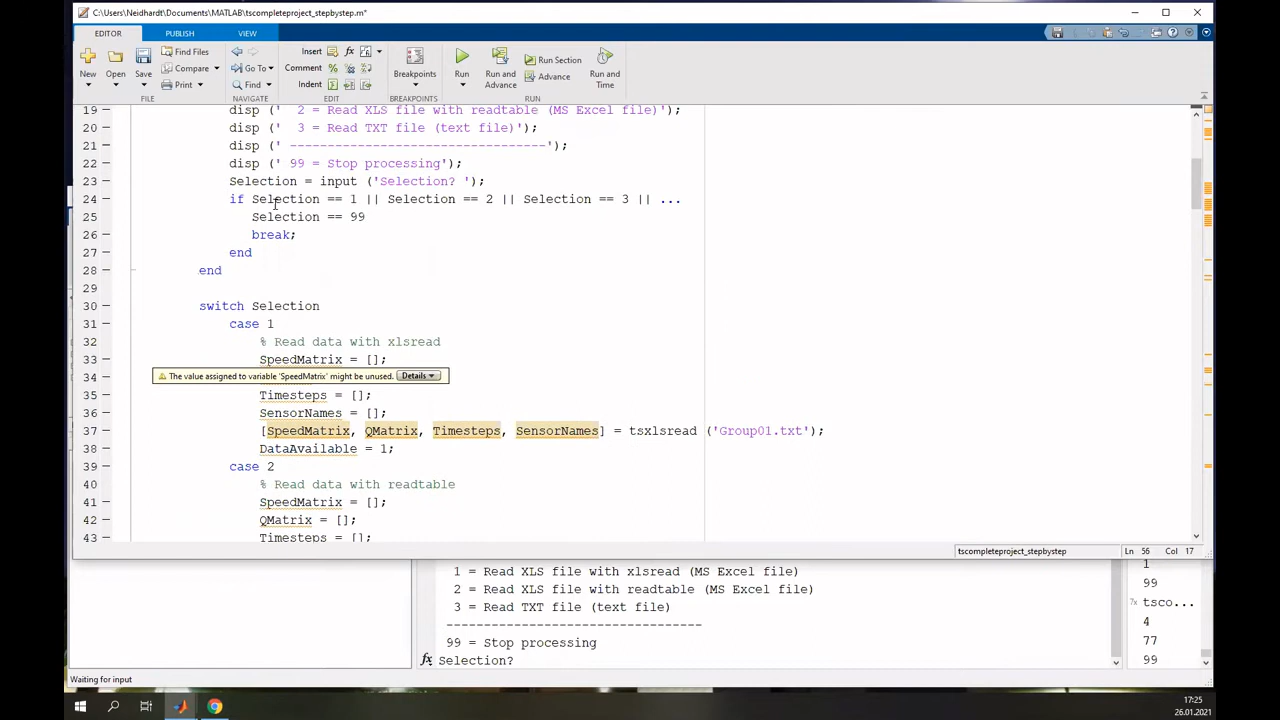 C:\Users\Neidhardt\Documents\MATLAB\tscompleteproject_stepbystep.m*
EDITOR PUBLISH VIEW
Find Files Insert fx Run Section
Compare Go To Comment
New Open Save Print Find Indent Breakpoints Run Run and Advance Advance Run and Time
FILE NAVIGATE EDIT BREAKPOINTS RUN
19 disp ('  2 = Read XLS file with readtable (MS Excel file)');
20 disp ('  3 = Read TXT file (text file)');
21 disp (' ----------------------------------');
22 disp (' 99 = Stop processing');
23 Selection = input ('Selection? ');
24 if Selection == 1 || Selection == 2 || Selection == 3 || ...
25 Selection == 99
26 break;
27 end
28 end
29
30 switch Selection
31 case 1
32 % Read data with xlsread
33 SpeedMatrix = [];
34 The value assigned to variable 'SpeedMatrix' might be unused. Details
35 Timesteps = [];
36 SensorNames = [];
37 [SpeedMatrix, QMatrix, Timesteps, SensorNames] = tsxlsread ('Group01.txt');
38 DataAvailable = 1;
39 case 2
40 % Read data with readtable
41 SpeedMatrix = [];
42 QMatrix = [];
43 Timesteps = [];
tscompleteproject_stepbystep Ln 56 Col 17
1 = Read XLS file with xlsread (MS Excel file)
2 = Read XLS file with readtable (MS Excel file)
3 = Read TXT file (text file)
----------------------------------
99 = Stop processing
fx Selection?
1
99
7x tsco...
4
77
99
Waiting for input
17:25
26.01.2021